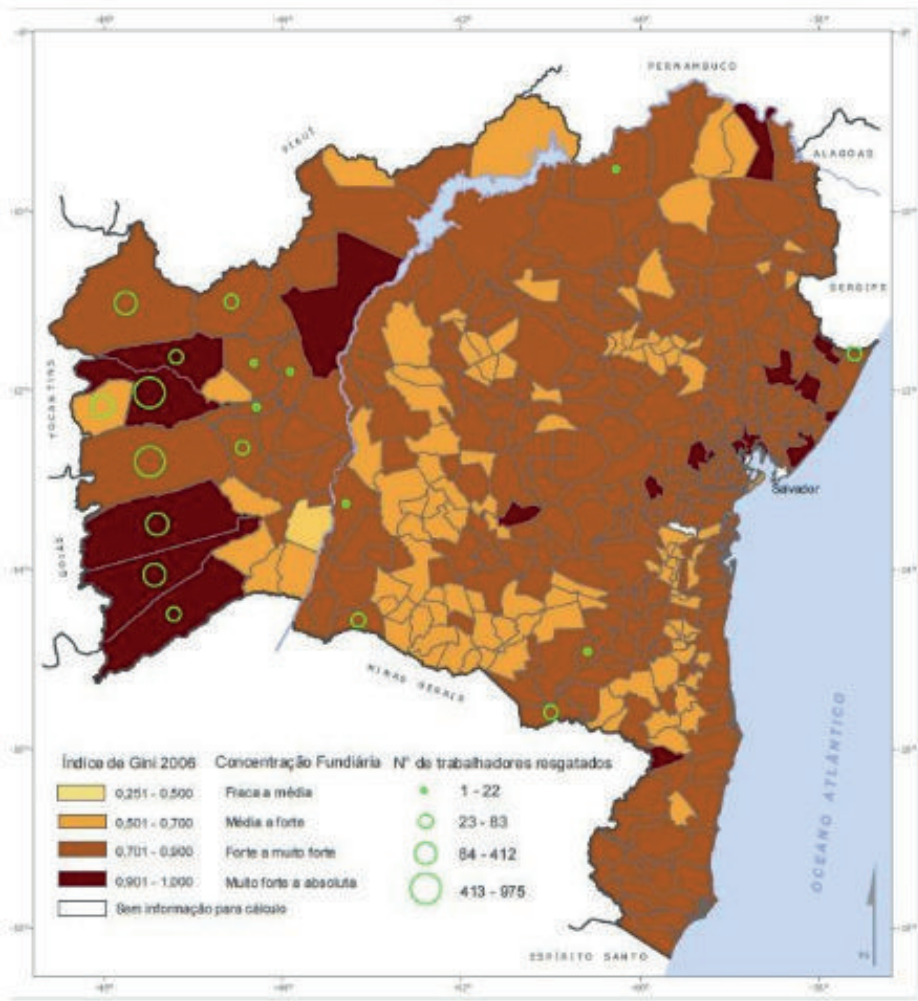 PERNAMBUCO
PIAUÍ
ALAGOAS
SERGIPE
TOCANTINS
Salvador
GOIÁS
MINAS GERAIS
OCEANO ATLÂNTICO
Índice de Gini 2006 Concentração Fundiária N° de trabalhadores resgatados
0,251 - 0,500 Fraca a média 1 - 22
0,501 - 0,700 Média a forte 23 - 83
0,701 - 0,900 Forte a muito forte 84 - 412
0,901 - 1,000 Muito forte a absoluta 413 - 975
Sem informação para cálculo
ESPÍRITO SANTO